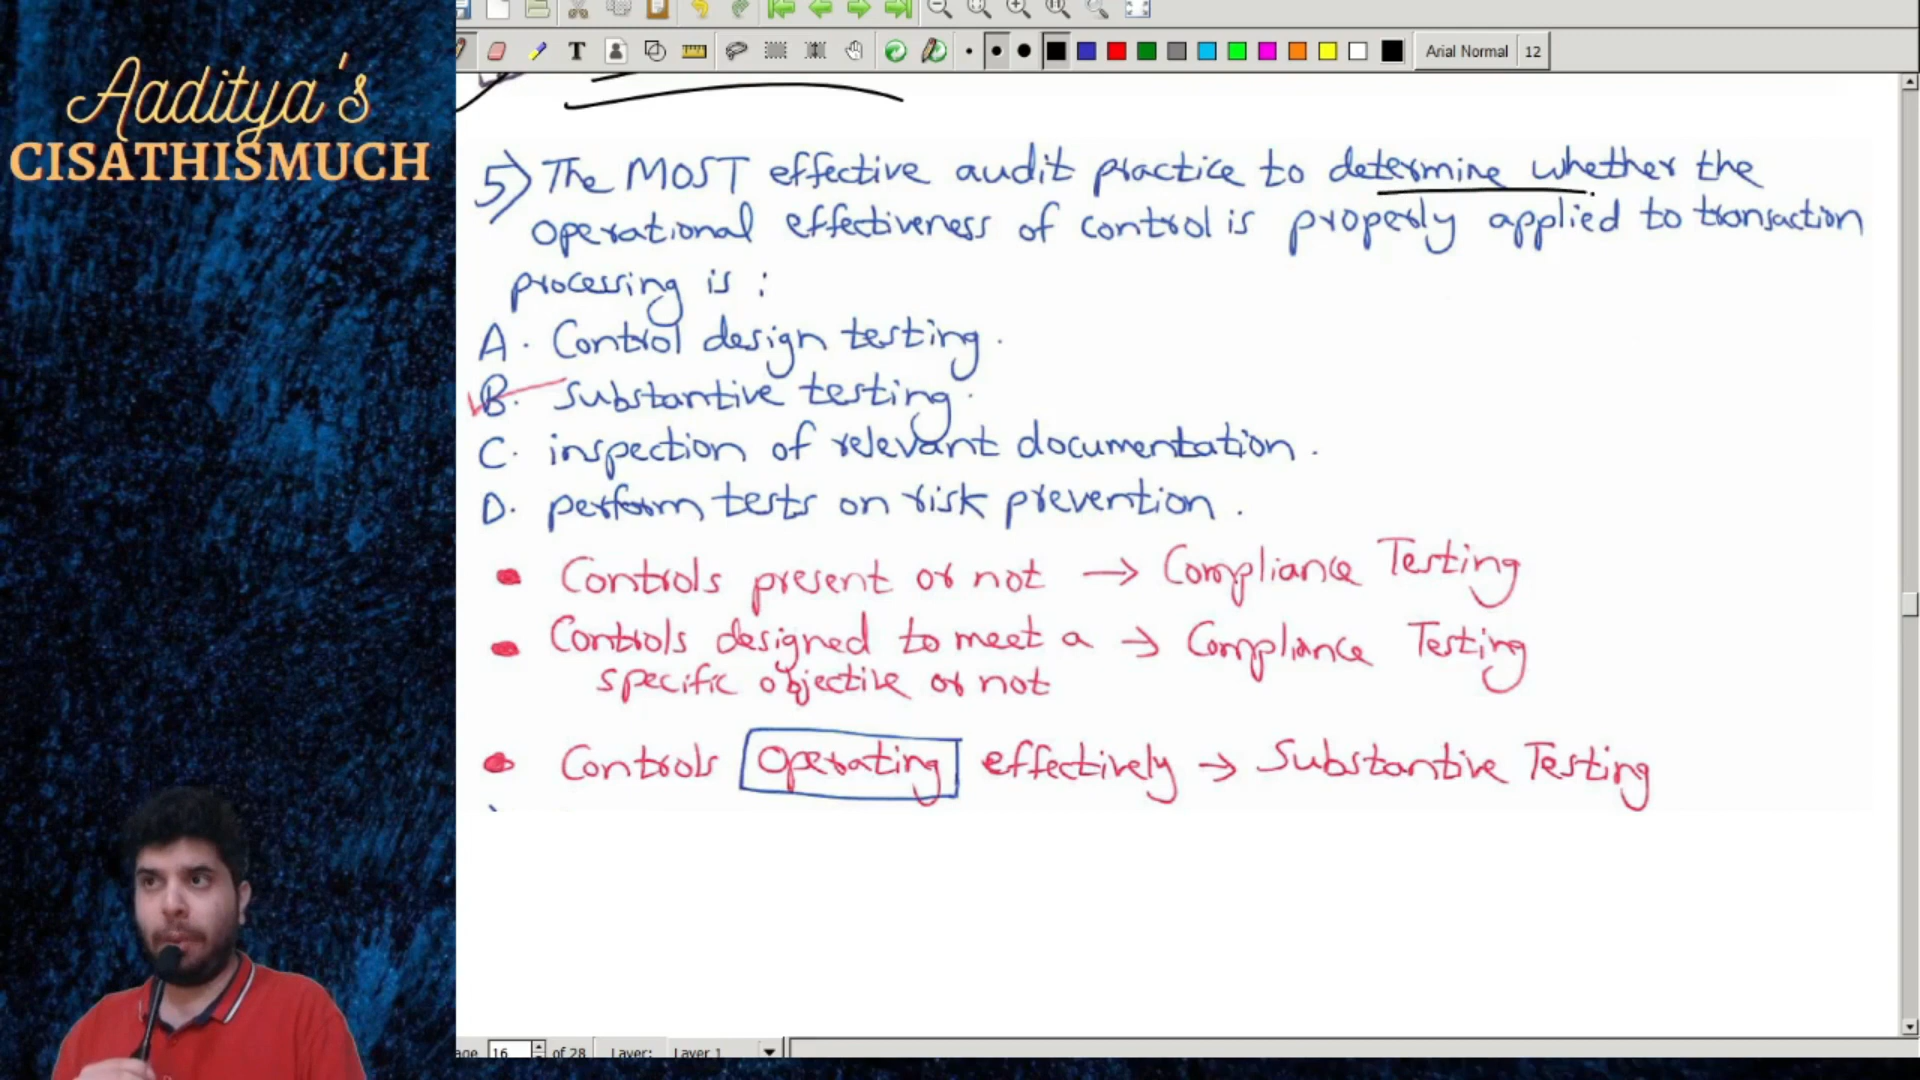 Aaditya's
CISATHISMUCH
T
Arial Normal 12
5) The MOST effective audit practice to determine whether the
operational effectiveness of control is properly applied to transaction
processing is :
A. Control design testing.
B. Substantive testing.
C. inspection of relevant documentation.
D. perform tests on risk prevention.
Controls present or not → Compliance Testing
Controls designed to meet a → Compliance Testing
specific objective or not
Controls Operating effectively → Substantive Testing
age 16 of 28 Layer: Layer 1